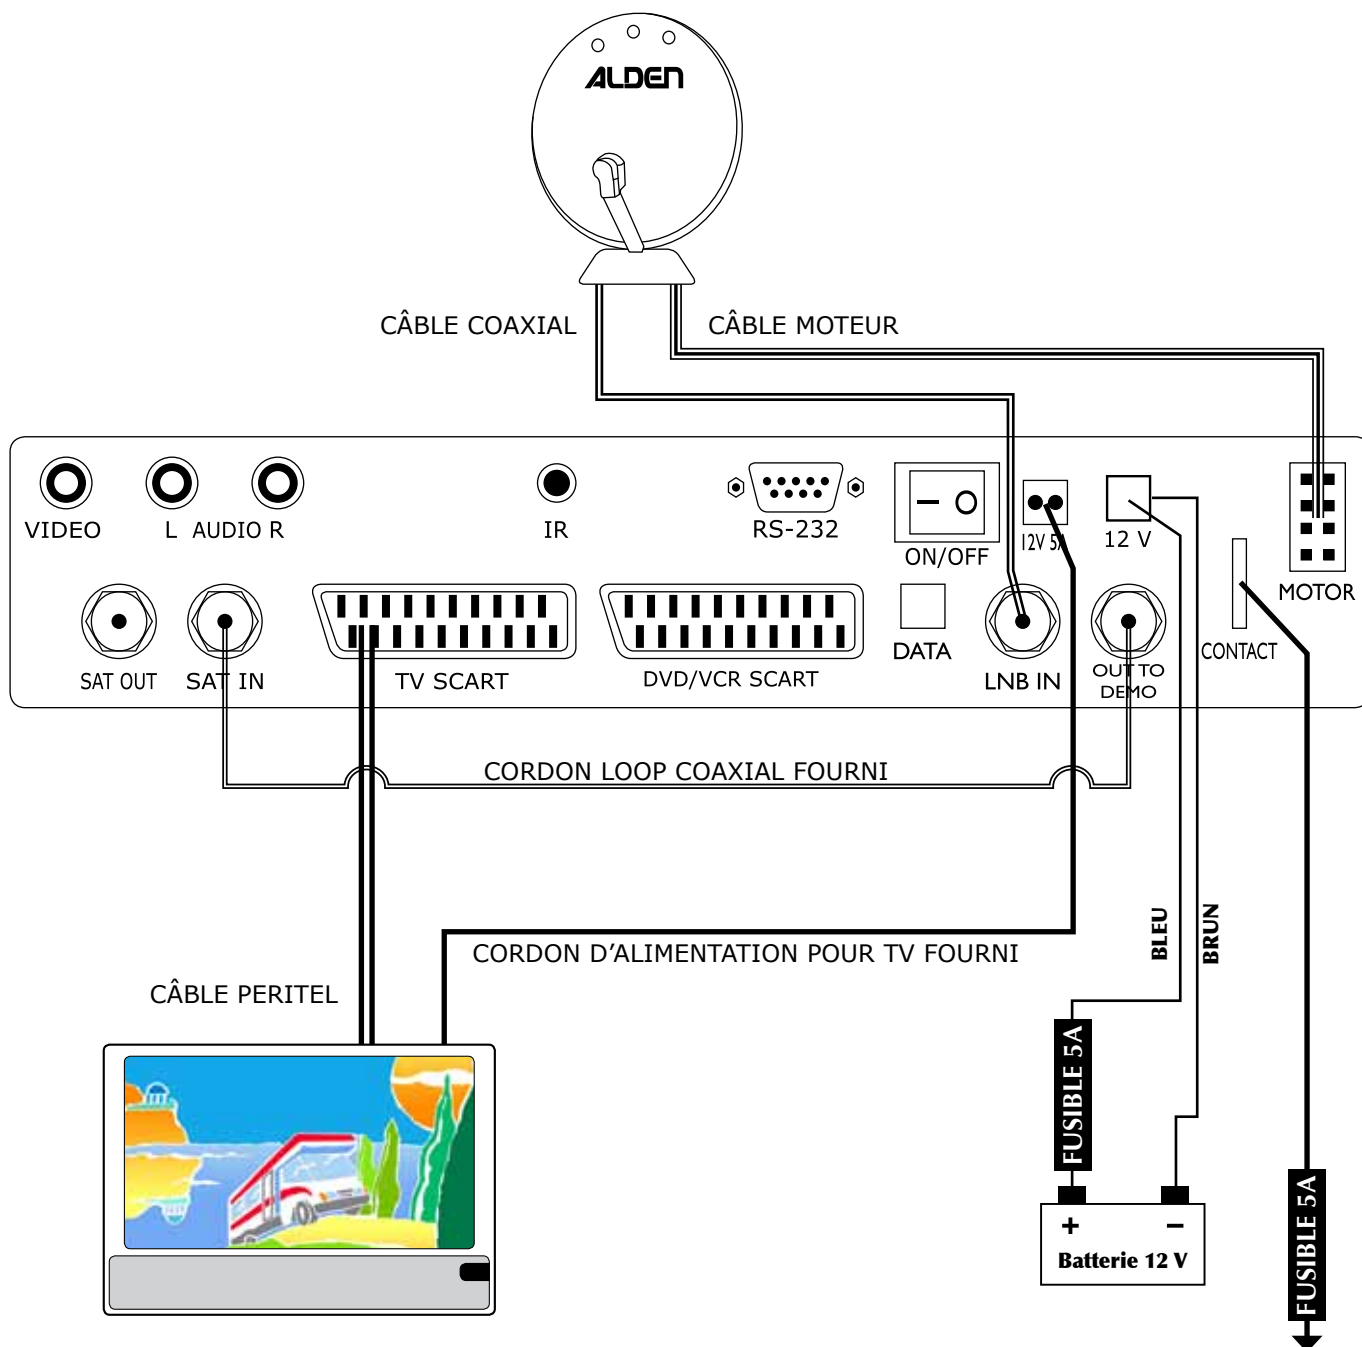 ALDEN
CÂBLE COAXIAL
CÂBLE MOTEUR
VIDEO
L AUDIO R
IR
RS-232
ON/OFF
12V 5A
12 V
MOTOR
SAT OUT
SAT IN
TV SCART
DVD/VCR SCART
DATA
LNB IN
OUT TO
DEMO
CONTACT
CORDON LOOP COAXIAL FOURNI
BLEU
BRUN
CORDON D’ALIMENTATION POUR TV FOURNI
CÂBLE PERITEL
FUSIBLE 5A
+ −
Batterie 12 V
FUSIBLE 5A